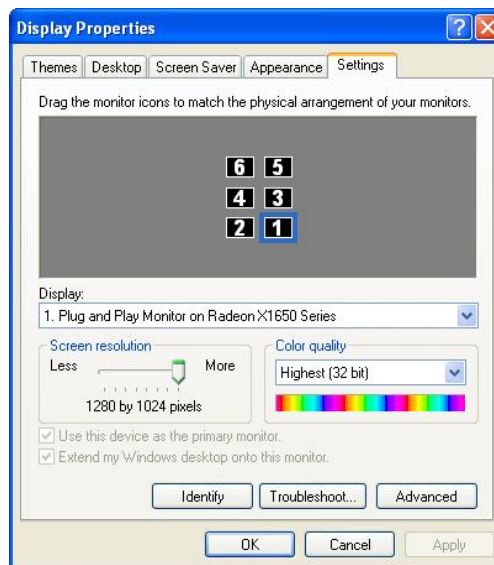 Display Properties
Themes Desktop Screen Saver Appearance Settings
Drag the monitor icons to match the physical arrangement of your monitors.
6 5
4 3
2 1
Display:
1. Plug and Play Monitor on Radeon X1650 Series
Screen resolution
Less More
1280 by 1024 pixels
Color quality
Highest (32 bit)
Use this device as the primary monitor.
Extend my Windows desktop onto this monitor.
Identify Troubleshoot... Advanced
OK Cancel Apply